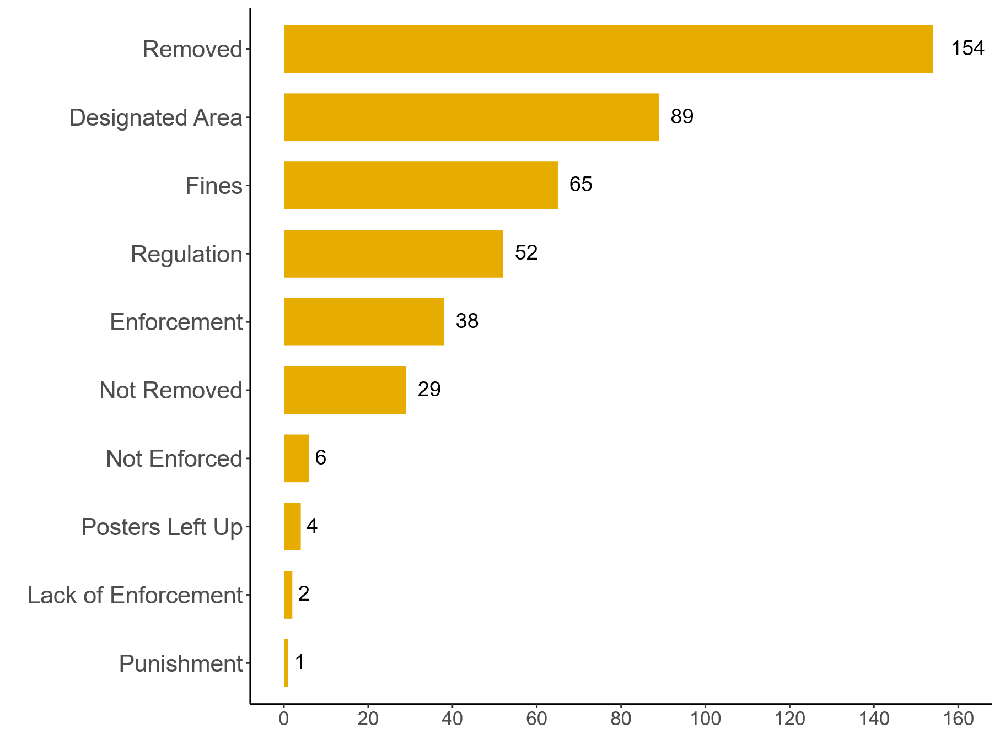 Removed 154
Designated Area 89
Fines 65
Regulation 52
Enforcement 38
Not Removed 29
Not Enforced 6
Posters Left Up 4
Lack of Enforcement 2
Punishment 1
0 20 40 60 80 100 120 140 160